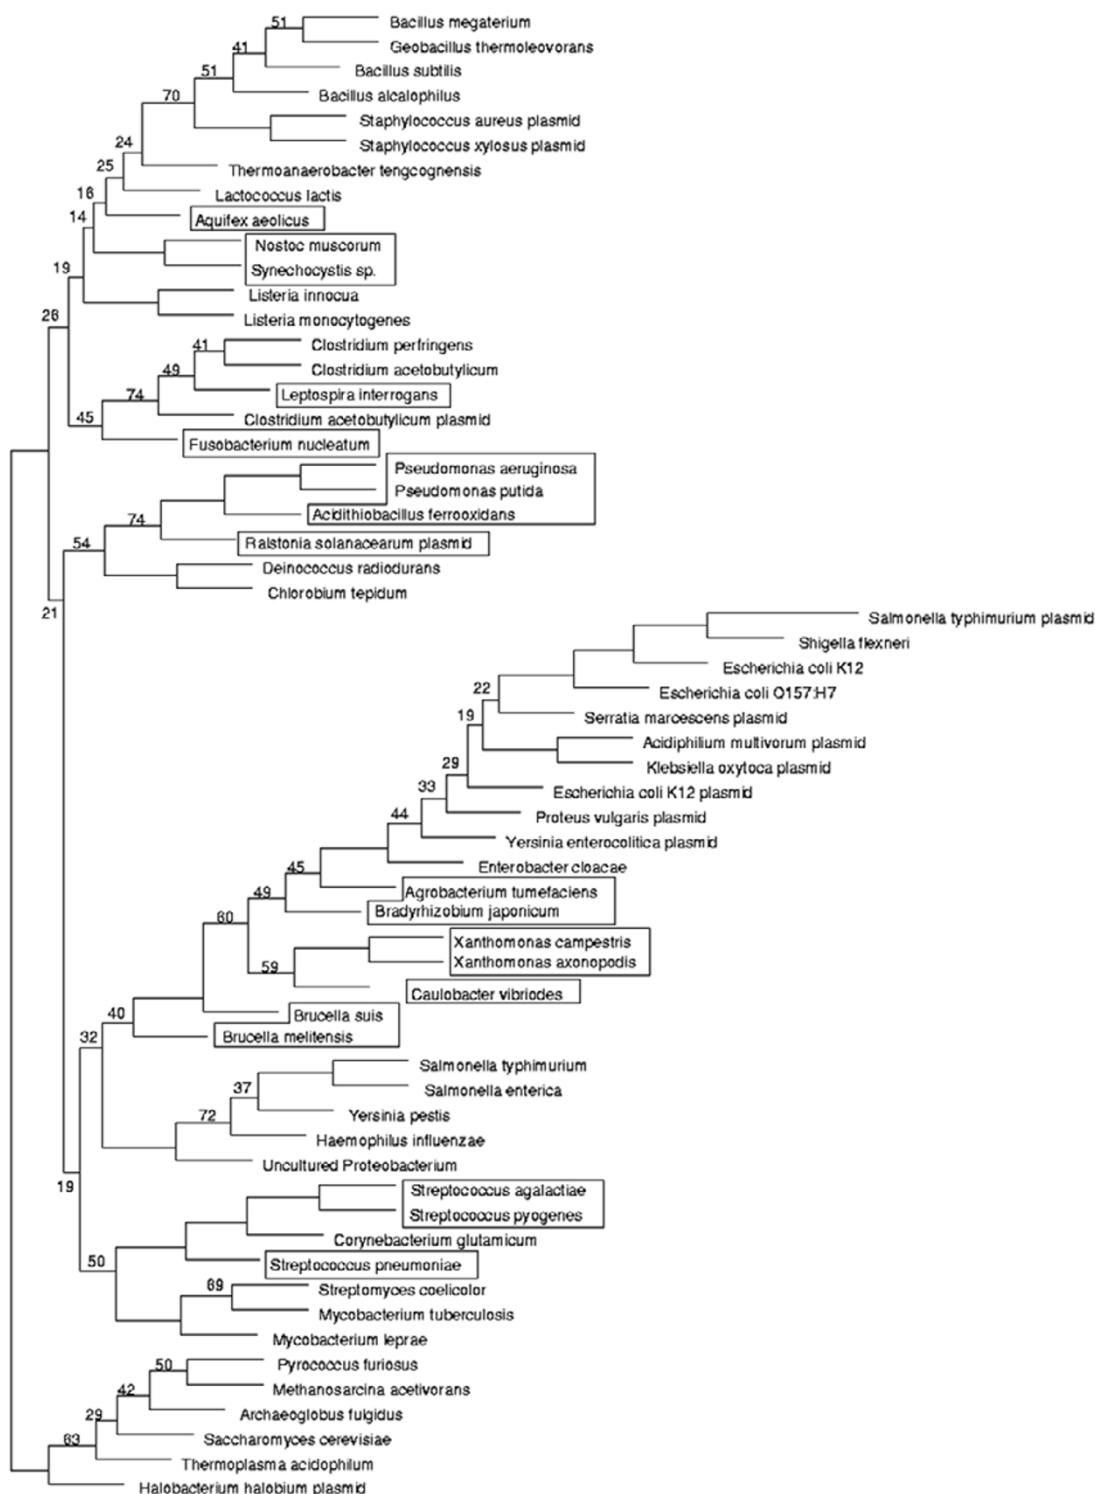 51
Bacillus megaterium
Geobacillus thermoleovorans
41
Bacillus subtilis
51
Bacillus alcalophilus
70
Staphylococcus aureus plasmid
Staphylococcus xylosus plasmid
24
Thermoanaerobacter tengcognensis
25
Lactococcus lactis
16
Aquifex aeolicus
14
Nostoc muscorum
Synechocystis sp.
19
Listeria innocua
Listeria monocytogenes
26
41
Clostridium perfringens
Clostridium acetobutylicum
49
Leptospira interrogans
74
Clostridium acetobutylicum plasmid
45
Fusobacterium nucleatum
Pseudomonas aeruginosa
Pseudomonas putida
Acidithiobacillus ferrooxidans
74
Ralstonia solanacearum plasmid
54
Deinococcus radiodurans
Chlorobium tepidum
21
Salmonella typhimurium plasmid
Shigella flexneri
Escherichia coli K12
Escherichia coli O157:H7
22
Serratia marcescens plasmid
19
Acidiphilium multivorum plasmid
Klebsiella oxytoca plasmid
29
Escherichia coli K12 plasmid
33
Proteus vulgaris plasmid
44
Yersinia enterocolitica plasmid
Enterobacter cloacae
45
Agrobacterium tumefaciens
49
Bradyrhizobium japonicum
60
Xanthomonas campestris
Xanthomonas axonopodis
59
Caulobacter vibriodes
Brucella suis
40
Brucella melitensis
32
Salmonella typhimurium
Salmonella enterica
37
Yersinia pestis
72
Haemophilus influenzae
Uncultured Proteobacterium
19
Streptococcus agalactiae
Streptococcus pyogenes
Corynebacterium glutamicum
50
Streptococcus pneumoniae
69
Streptomyces coelicolor
Mycobacterium tuberculosis
Mycobacterium leprae
50
Pyrococcus furiosus
Methanosarcina acetivorans
42
Archaeoglobus fulgidus
29
Saccharomyces cerevisiae
63
Thermoplasma acidophilum
Halobacterium halobium plasmid